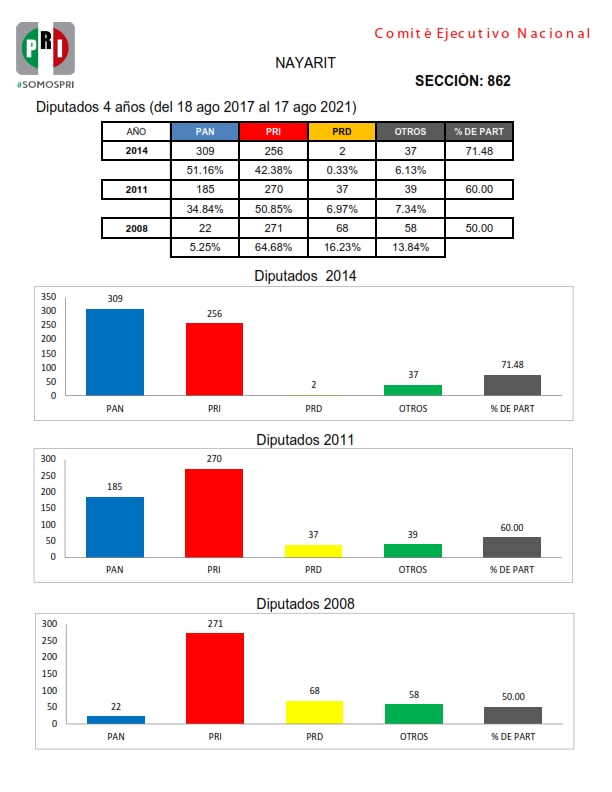 Comité Ejecutivo Nacional
PRI
#SOMOSPRI
NAYARIT
SECCIÓN: 862
Diputados 4 años (del 18 ago 2017 al 17 ago 2021)
AÑO PAN PRI PRD OTROS % DE PART
2014 309 256 2 37 71.48
51.16% 42.38% 0.33% 6.13%
2011 185 270 37 39 60.00
34.84% 50.85% 6.97% 7.34%
2008 22 271 68 58 50.00
5.25% 64.68% 16.23% 13.84%
Diputados 2014
350
300
250
200
150
100
50
0
309 256 2 37 71.48
PAN PRI PRD OTROS % DE PART
Diputados 2011
300
250
200
150
100
50
0
185 270 37 39 60.00
PAN PRI PRD OTROS % DE PART
Diputados 2008
300
250
200
150
100
50
0
22 271 68 58 50.00
PAN PRI PRD OTROS % DE PART